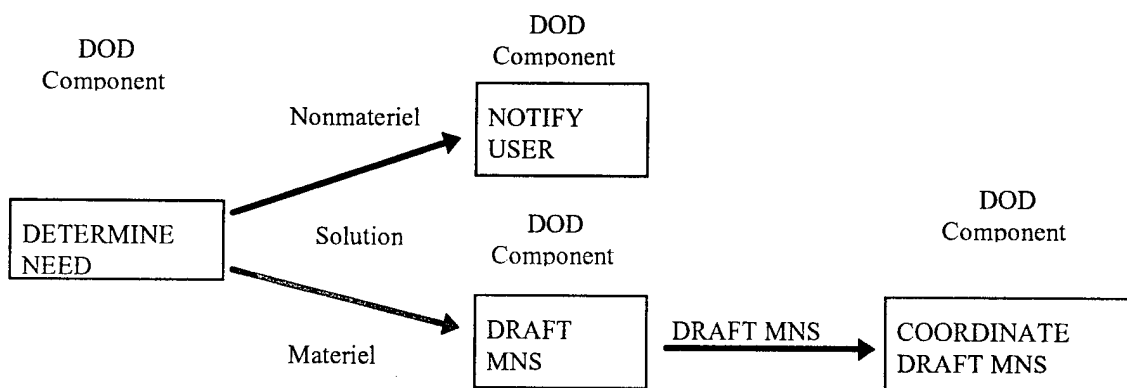 DOD
Component
DOD
Component
Nonmateriel
NOTIFY
USER
DETERMINE
NEED
Solution
DOD
Component
DOD
Component
Materiel
DRAFT
MNS
DRAFT MNS
COORDINATE
DRAFT MNS